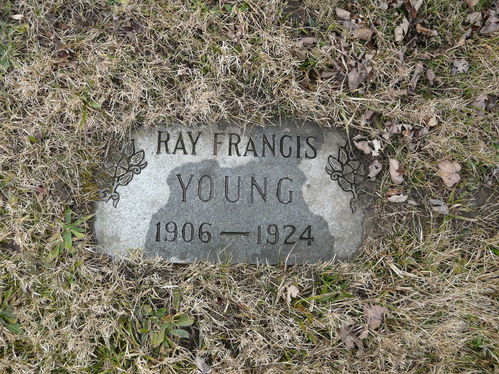 RAY FRANCIS
YOUNG
1906 — 1924